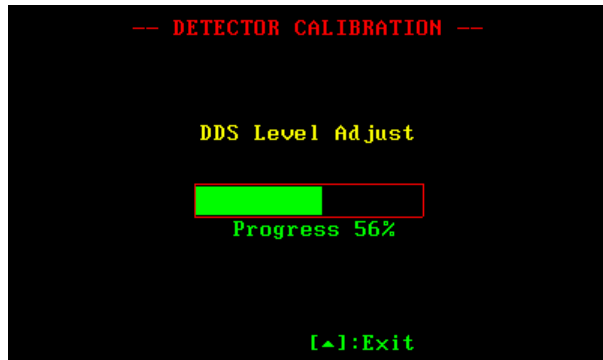 —— DETECTOR CALIBRATION ——
DDS Level Adjust
Progress 56%
[▲]:Exit